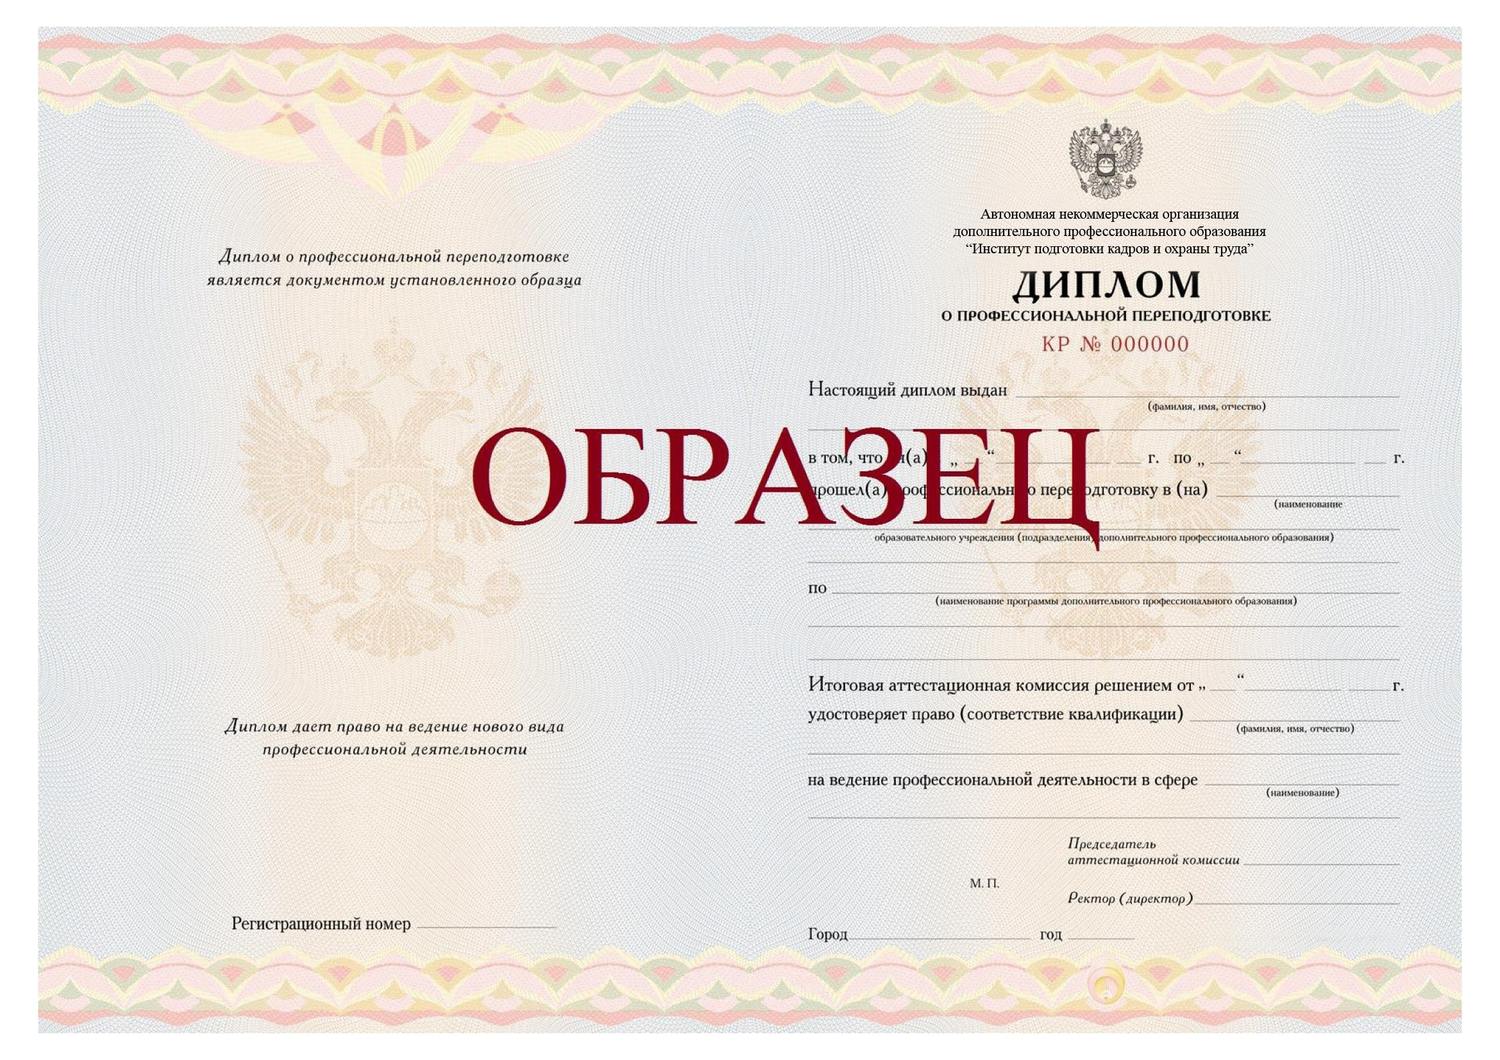 Диплом о профессиональной переподготовке
является документом установленного образца
Диплом дает право на ведение нового вида
профессиональной деятельности
Регистрационный номер
Автономная некоммерческая организация
дополнительного профессионального образования
“Институт подготовки кадров и охраны труда”
ДИПЛОМ
О ПРОФЕССИОНАЛЬНОЙ ПЕРЕПОДГОТОВКЕ
КР № 000000
Настоящий диплом выдан
(фамилия, имя, отчество)
ОБРАЗЕЦ
в том, что (а) „ “ г. по „ “ г.
прошел(а) профессиональную переподготовку в (на)
(наименование
образовательного учреждения (подразделения) дополнительного профессионального образования)
по
(наименование программы дополнительного профессионального образования)
Итоговая аттестационная комиссия решением от „ “ г.
удостоверяет право (соответствие квалификации)
(фамилия, имя, отчество)
на ведение профессиональной деятельности в сфере
(наименование)
Председатель
аттестационной комиссии
М. П.
Ректор (директор)
Город год